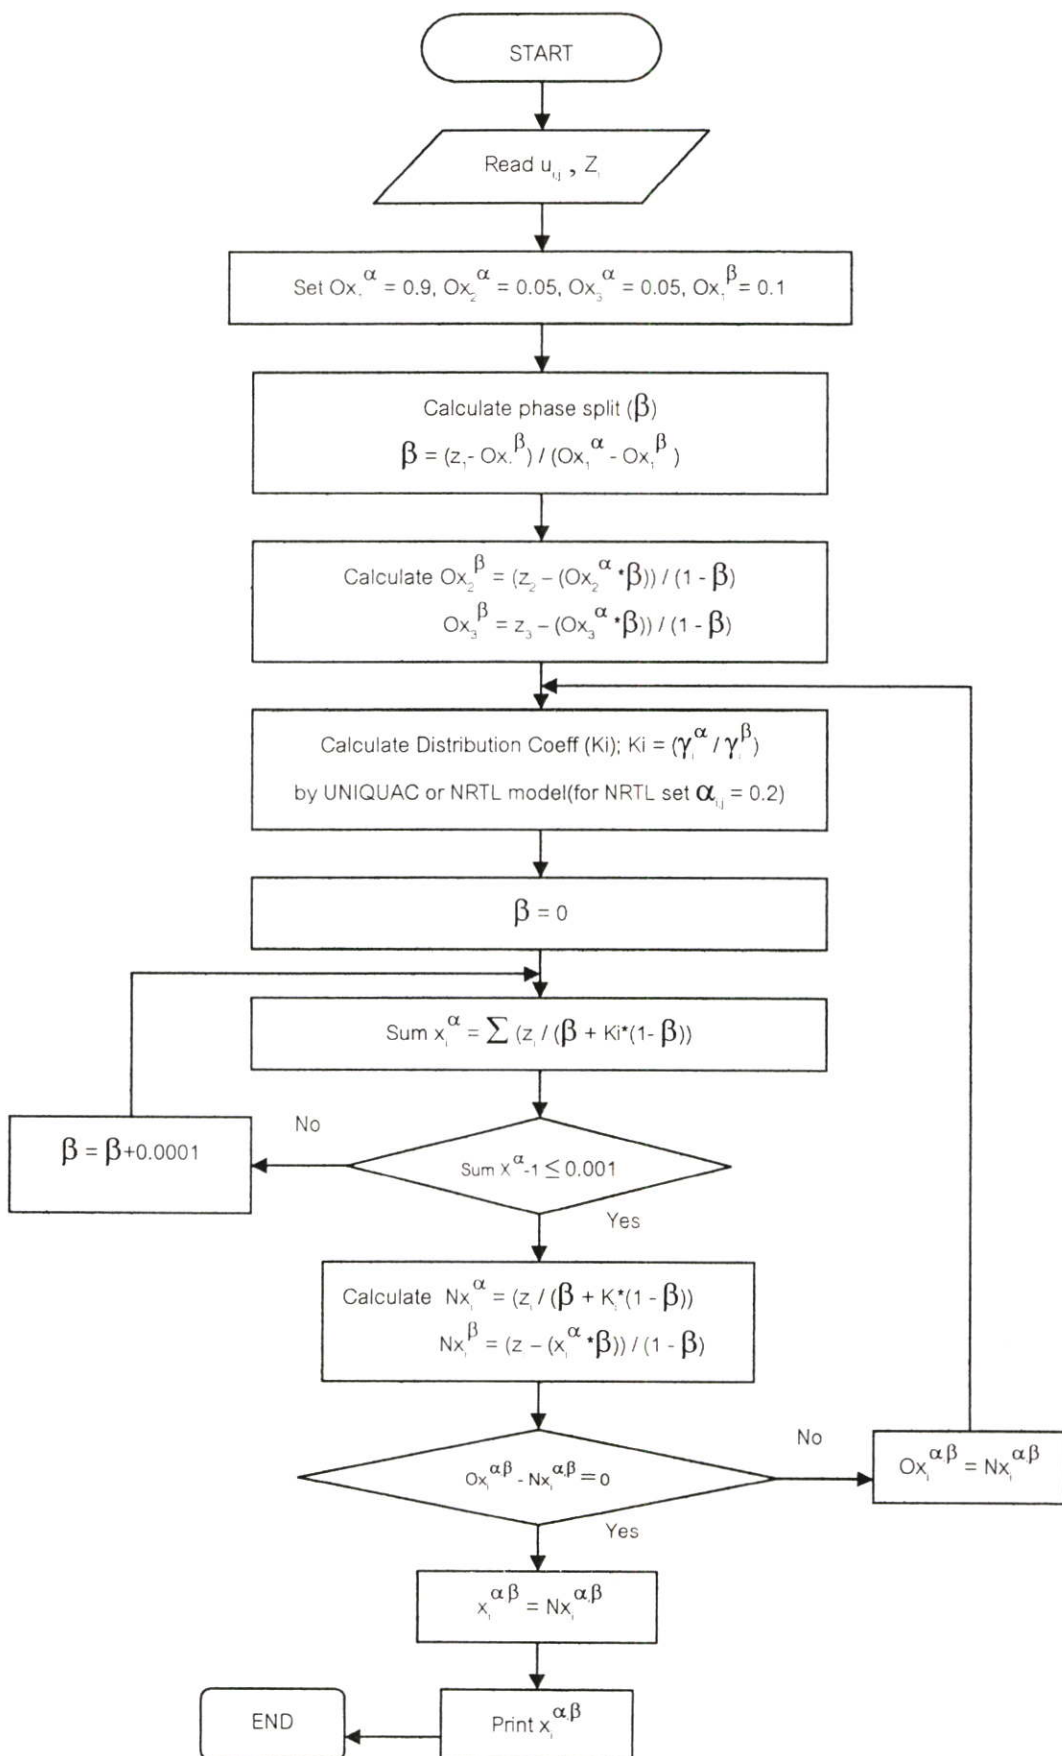 START
Read uᵢⱼ , Zᵢ
Set Ox₁^α = 0.9, Ox₂^α = 0.05, Ox₃^α = 0.05, Ox₁^β = 0.1
Calculate phase split (β)
β = (z₁- Ox₁^β) / (Ox₁^α - Ox₁^β )
Calculate Ox₂^β = (z₂ – (Ox₂^α *β)) / (1 - β)
Ox₃^β = z₃ – (Ox₃^α *β)) / (1 - β)
Calculate Distribution Coeff (Ki); Ki = (γᵢ^α / γᵢ^β)
by UNIQUAC or NRTL model(for NRTL set αᵢⱼ = 0.2)
β = 0
Sum xᵢ^α = ∑ (zᵢ / (β + Ki*(1- β))
No
β = β+0.0001
Sum X^α-1 ≤ 0.001
Yes
Calculate Nxᵢ^α = (zᵢ / (β + Kᵢ*(1 - β))
Nxᵢ^β = (zᵢ – (xᵢ^α *β)) / (1 – β)
No
Oxᵢ^αβ - Nxᵢ^α,β = 0
Oxᵢ^αβ = Nxᵢ^αβ
Yes
xᵢ^αβ = Nxᵢ^α,β
END
Print xᵢ^α,β